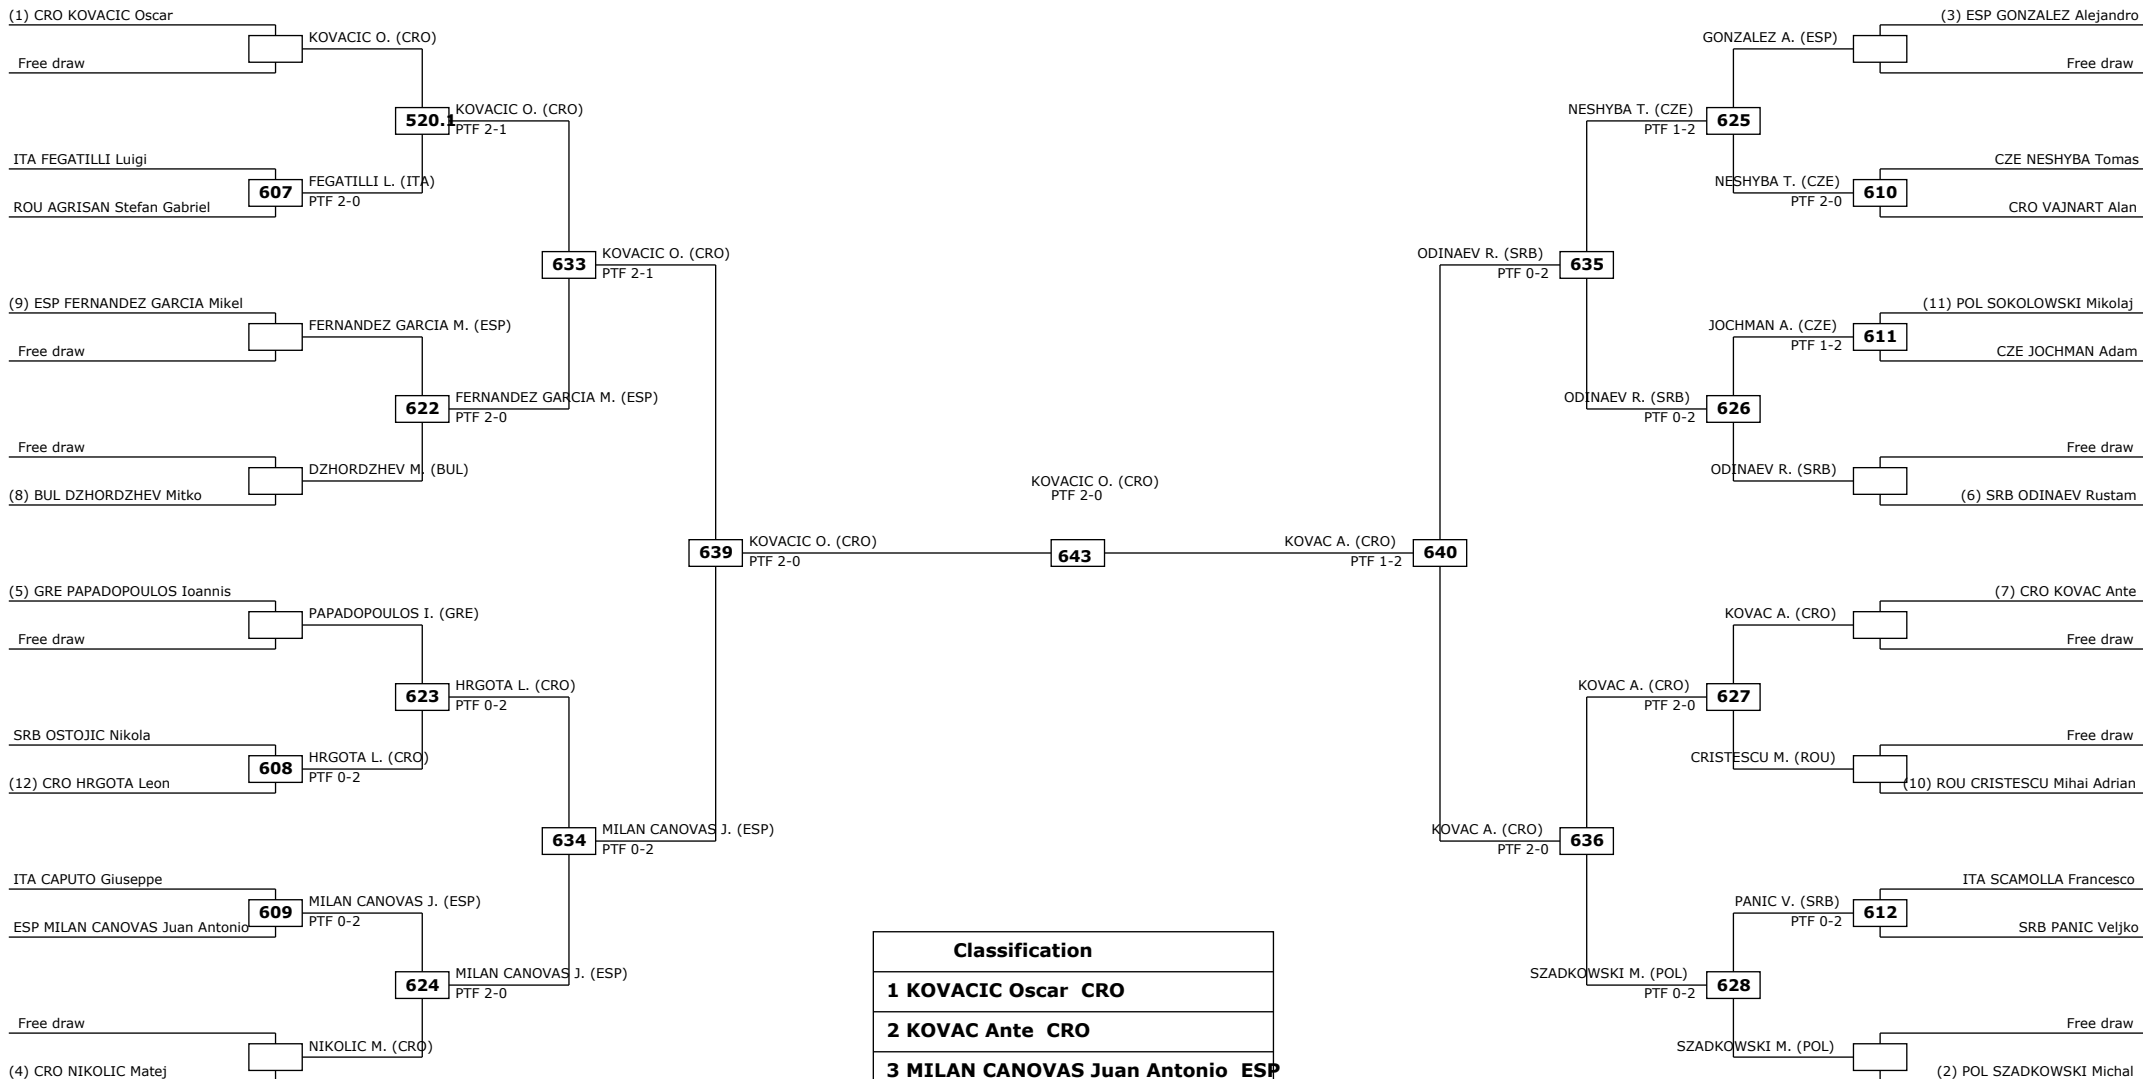 (1) CRO KOVACIC Oscar
KOVACIC O. (CRO)
Free draw
520.1
KOVACIC O. (CRO)
PTF 2-1
ITA FEGATILLI Luigi
607
FEGATILLI L. (ITA)
PTF 2-0
ROU AGRISAN Stefan Gabriel
633
KOVACIC O. (CRO)
PTF 2-1
(9) ESP FERNANDEZ GARCIA Mikel
FERNANDEZ GARCIA M. (ESP)
Free draw
622
FERNANDEZ GARCIA M. (ESP)
PTF 2-0
Free draw
DZHORDZHEV M. (BUL)
(8) BUL DZHORDZHEV Mitko
639
KOVACIC O. (CRO)
PTF 2-0
(5) GRE PAPADOPOULOS Ioannis
PAPADOPOULOS I. (GRE)
Free draw
623
HRGOTA L. (CRO)
PTF 0-2
SRB OSTOJIC Nikola
608
HRGOTA L. (CRO)
PTF 0-2
(12) CRO HRGOTA Leon
634
MILAN CANOVAS J. (ESP)
PTF 0-2
ITA CAPUTO Giuseppe
609
MILAN CANOVAS J. (ESP)
PTF 0-2
ESP MILAN CANOVAS Juan Antonio
624
MILAN CANOVAS J. (ESP)
PTF 2-0
Free draw
NIKOLIC M. (CRO)
(4) CRO NIKOLIC Matej
KOVACIC O. (CRO)
PTF 2-0
643
(3) ESP GONZALEZ Alejandro
GONZALEZ A. (ESP)
Free draw
NESHYBA T. (CZE)
PTF 1-2
625
CZE NESHYBA Tomas
NESHYBA T. (CZE)
PTF 2-0
610
CRO VAJNART Alan
ODINAEV R. (SRB)
PTF 0-2
635
(11) POL SOKOLOWSKI Mikolaj
JOCHMAN A. (CZE)
PTF 1-2
611
CZE JOCHMAN Adam
ODINAEV R. (SRB)
PTF 0-2
626
Free draw
ODINAEV R. (SRB)
(6) SRB ODINAEV Rustam
KOVAC A. (CRO)
PTF 1-2
640
(7) CRO KOVAC Ante
KOVAC A. (CRO)
Free draw
KOVAC A. (CRO)
PTF 2-0
627
Free draw
CRISTESCU M. (ROU)
(10) ROU CRISTESCU Mihai Adrian
KOVAC A. (CRO)
PTF 2-0
636
ITA SCAMOLLA Francesco
PANIC V. (SRB)
PTF 0-2
612
SRB PANIC Veljko
SZADKOWSKI M. (POL)
PTF 0-2
628
Free draw
SZADKOWSKI M. (POL)
(2) POL SZADKOWSKI Michal
Classification
1 KOVACIC Oscar CRO
2 KOVAC Ante CRO
3 MILAN CANOVAS Juan Antonio ESP